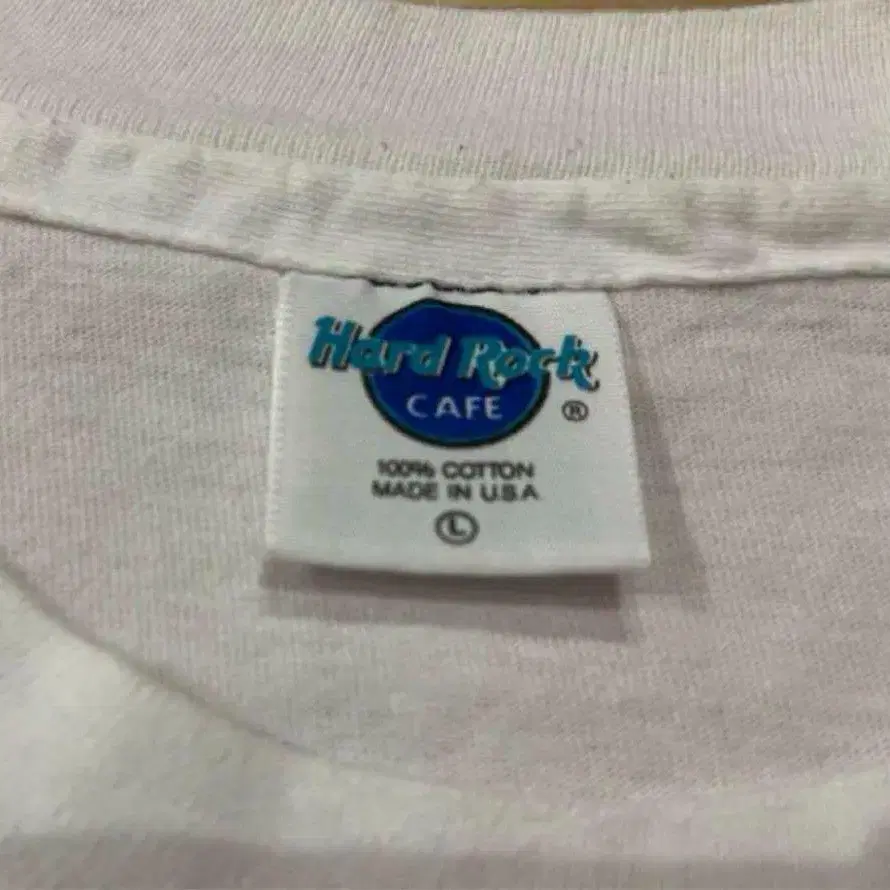 Hard Rock
CAFE ®
100% COTTON
MADE IN U.S.A
L